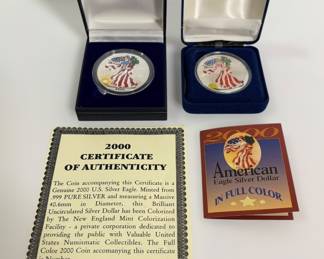 2000
CERTIFICATE
OF AUTHENTICITY
The Coin accompanying this Certificate is a
Genuine 2000 U.S. Silver Eagle. Minted from
.999 PURE SILVER and measuring a Massive
40.6mm in Diameter, this Brilliant
Uncirculated Silver Dollar has been Colorized
by The New England Mint Colorization
Facility - a private corporation dedicated to
providing the public with Valuable United
States Numismatic Collectibles. The Full
Color 2000 Coin accompanying this certificate
is Number
2000
American
Eagle Silver Dollar
IN FULL COLOR